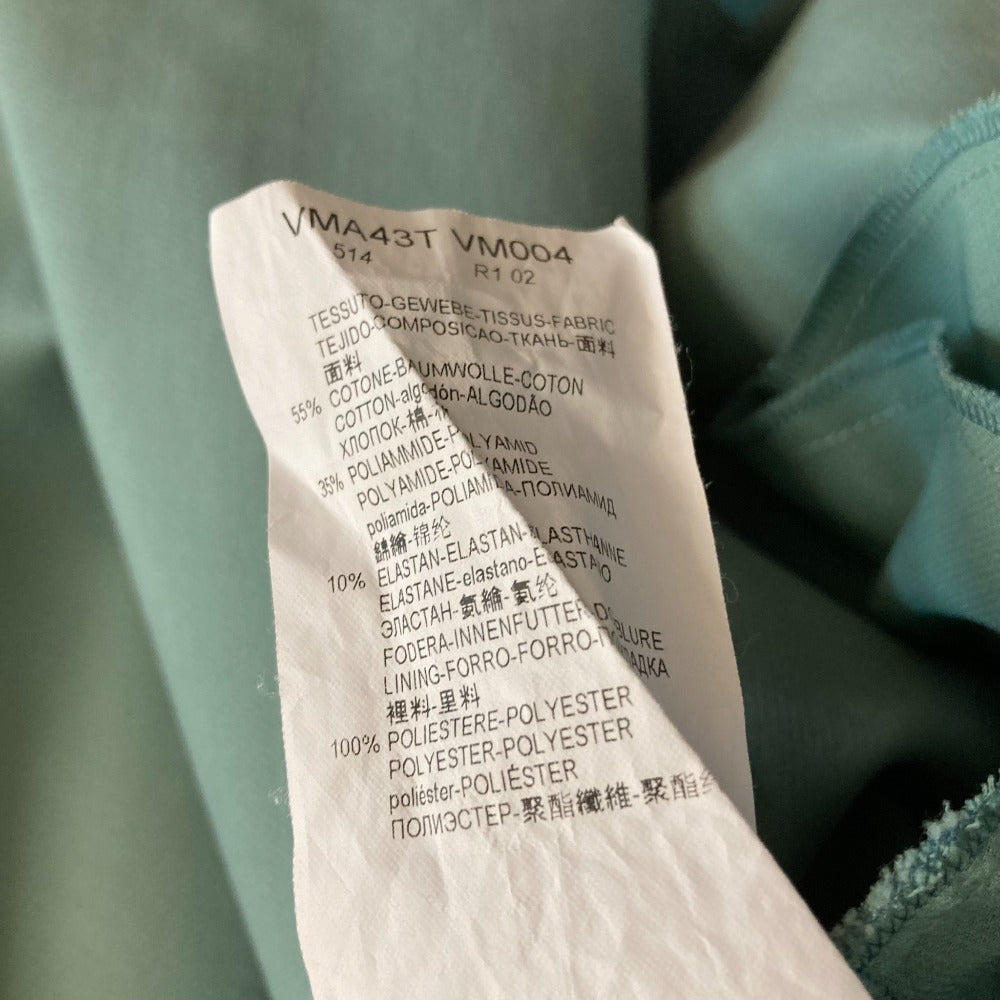 VMA43T VM004
514 R1 02
TESSUTO-GEWEBE-TISSUS-FABRIC
TEJIDO-COMPOSICAO-ТКАНЬ-面料
面料
55% COTONE-BAUMWOLLE-COTON
COTTON-algodón-ALGODÃO
ХЛОПОК-棉-
35% POLIAMMIDE-POLYAMID
POLYAMIDE-POLYAMIDE
poliamida-POLIAMIDA-ПОЛИАМИД
錦綸-锦纶
10% ELASTAN-ELASTAN-ELASTHANNE
ELASTANE-elastano-ELASTANO
ЭЛАСТАН-氨綸-氨纶
FODERA-INNENFUTTER-DOBLURE
LINING-FORRO-FORRO-
裡料-里料
100% POLIESTERE-POLYESTER
POLYESTER-POLYESTER
poliéster-POLIÉSTER
ПОЛИЭСТЕР-聚酯纖維-聚酯